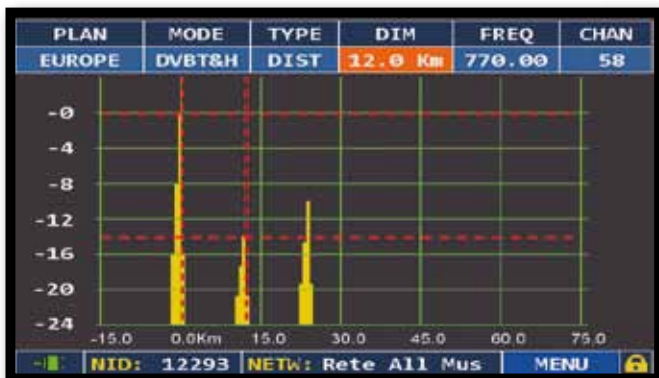 PLAN MODE TYPE DIM FREQ CHAN
EUROPE DVBT&H DIST 12.0 Km 770.00 58
-0
-4
-8
-12
-16
-20
-24
-15.0 0.0Km 15.0 30.0 45.0 60.0 75.0
NID: 12293 NETW: Rete All Mus MENU